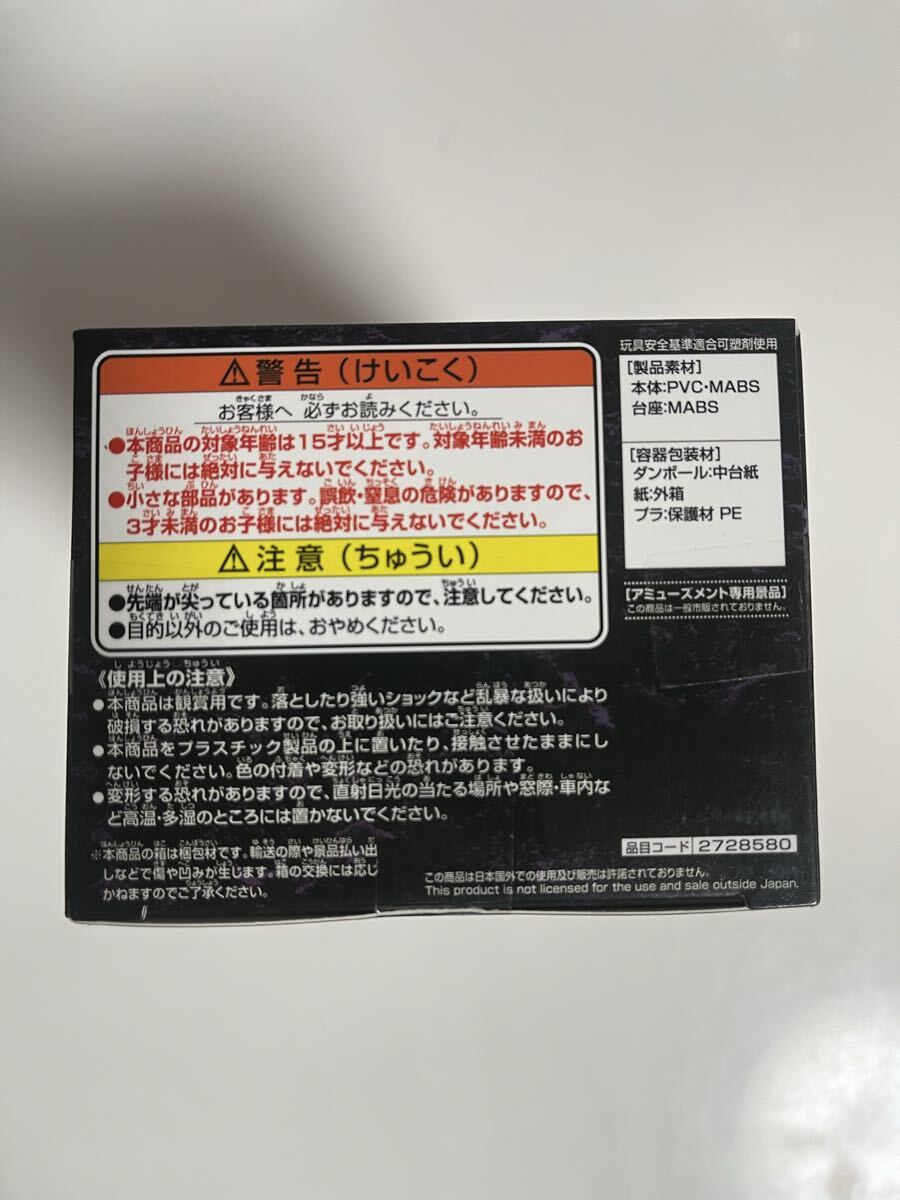 ⚠警告(けいこく)
お客様へ 必ずお読みください。
●本商品の対象年齢は15才以上です。対象年齢未満のお
子様には絶対に与えないでください。
●小さな部品があります。誤飲・窒息の危険がありますので、
3才未満のお子様には絶対に与えないでください。
⚠注意(ちゅうい)
●先端が尖っている箇所がありますので、注意してください。
●目的以外のご使用は、おやめください。
《使用上の注意》
●本商品は観賞用です。落としたり強いショックなど乱暴な扱いにより
破損する恐れがありますので、お取り扱いにはご注意ください。
●本商品をプラスチック製品の上に置いたり、接触させたままにし
ないでください。色の付着や変形などの恐れがあります。
●変形する恐れがありますので、直射日光の当たる場所や窓際・車内な
ど高温・多湿のところには置かないでください。
※本商品の箱は梱包材です。輸送の際や景品払い出
しなどで傷や凹みが生じます。箱の交換には応じ
かねますのでご了承ください。
玩具安全基準適合可塑剤使用
[製品素材]
本体:PVC・MABS
台座:MABS
[容器包装材]
ダンボール:中台紙
紙:外箱
プラ:保護材 PE
【アミューズメント専用景品】
この商品は一般市販されておりません。
品目コード 2728580
この商品は日本国外での使用及び販売は許諾されておりません。
This product is not licensed for the use and sale outside Japan.